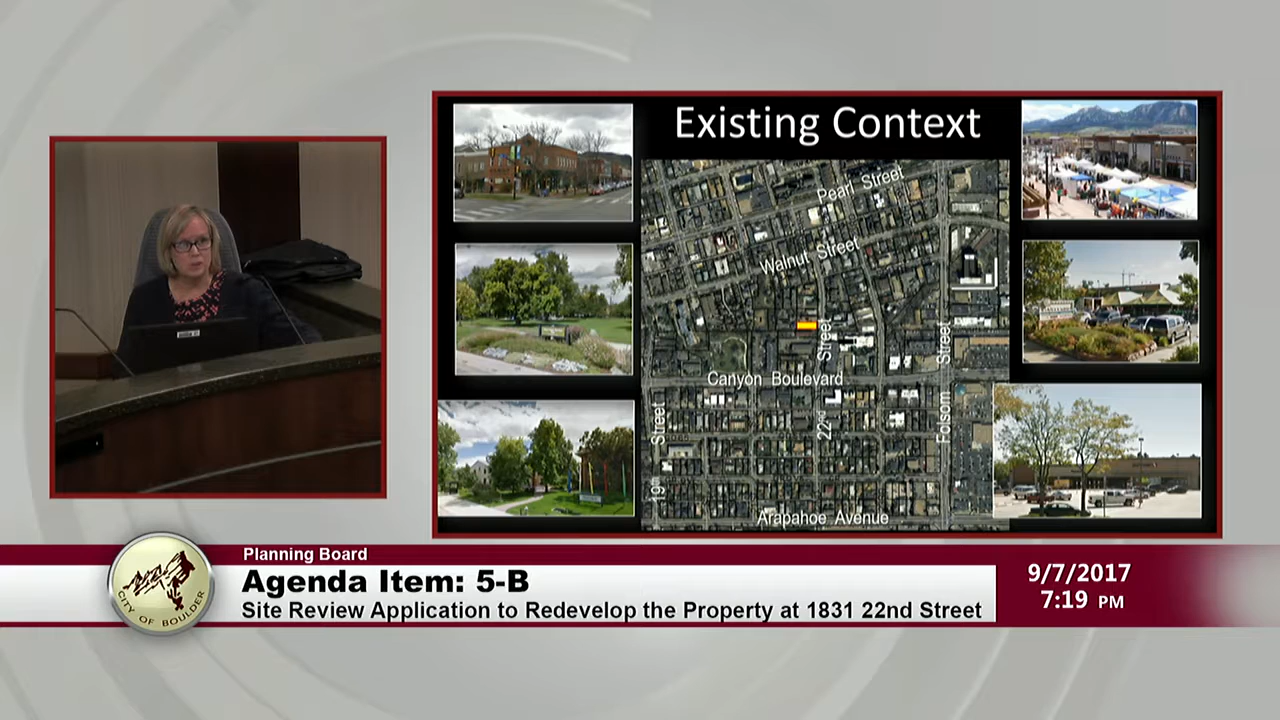 Existing Context
Pearl Street
Walnut Street
Canyon Boulevard
19th Street
22nd Street
Folsom Street
Arapahoe Avenue
Planning Board
Agenda Item: 5-B
Site Review Application to Redevelop the Property at 1831 22nd Street
9/7/2017
7:19 PM
CITY OF BOULDER